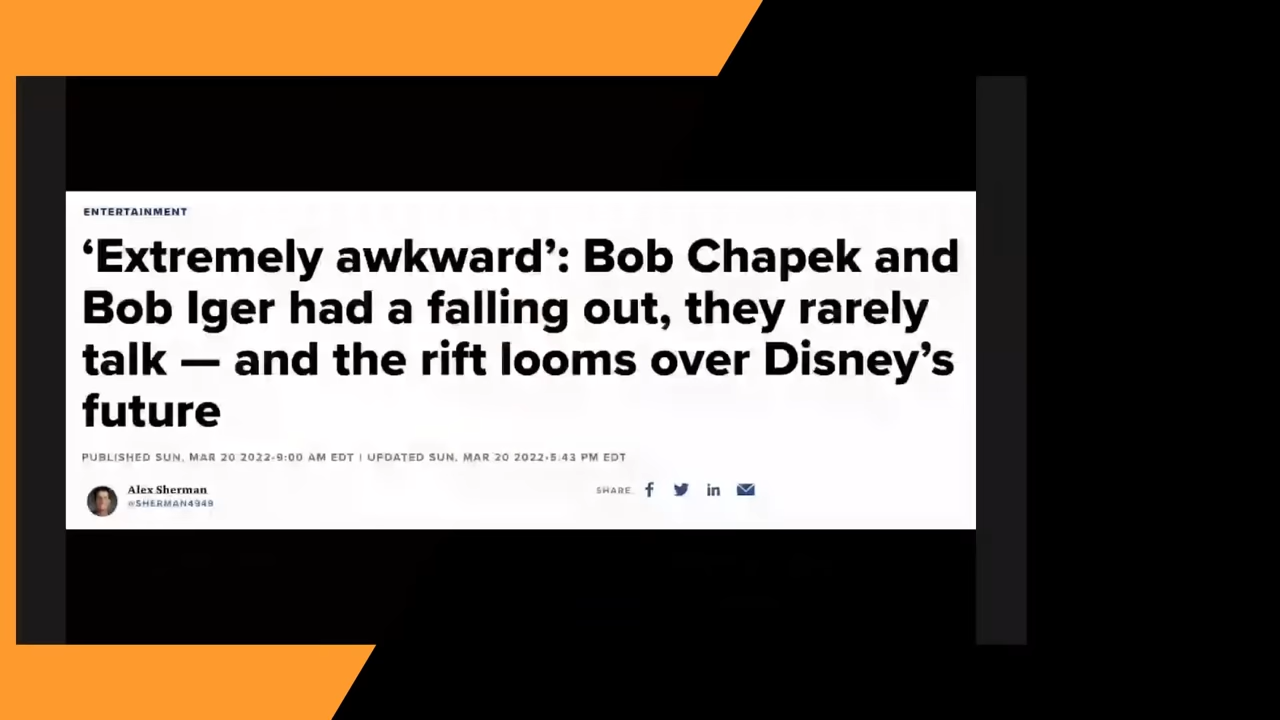 ENTERTAINMENT
‘Extremely awkward’: Bob Chapek and
Bob Iger had a falling out, they rarely
talk — and the rift looms over Disney’s
future
PUBLISHED SUN, MAR 20 2022•9:00 AM EDT | UPDATED SUN, MAR 20 2022•5:43 PM EDT
Alex Sherman
@SHERMAN4949
SHARE